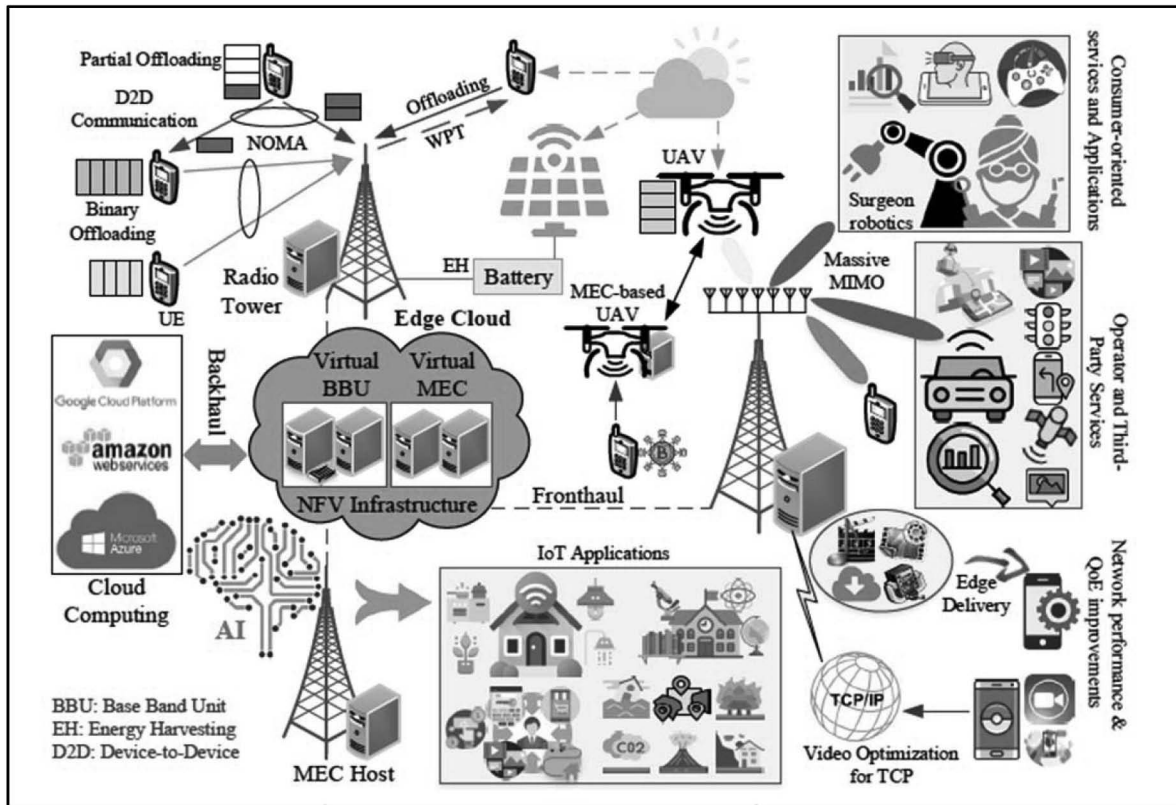 Partial Offloading
D2D
Communication
NOMA
Binary
Offloading
UE
Offloading
WPT
Radio
Tower
EH
Battery
UAV
MEC-based
UAV
Massive
MIMO
Surgeon
robotics
Consumer-oriented
services and Applications
Operator and Third-
Party Services
Network performance &
QoE improvements
Edge Cloud
Virtual
BBU
Virtual
MEC
NFV Infrastructure
Backhaul
Google Cloud Platform
amazon
webservices
Microsoft
Azure
Cloud
Computing
AI
Fronthaul
B
IoT Applications
CO2
Edge
Delivery
TCP/IP
Video Optimization
for TCP
BBU: Base Band Unit
EH: Energy Harvesting
D2D: Device-to-Device
MEC Host